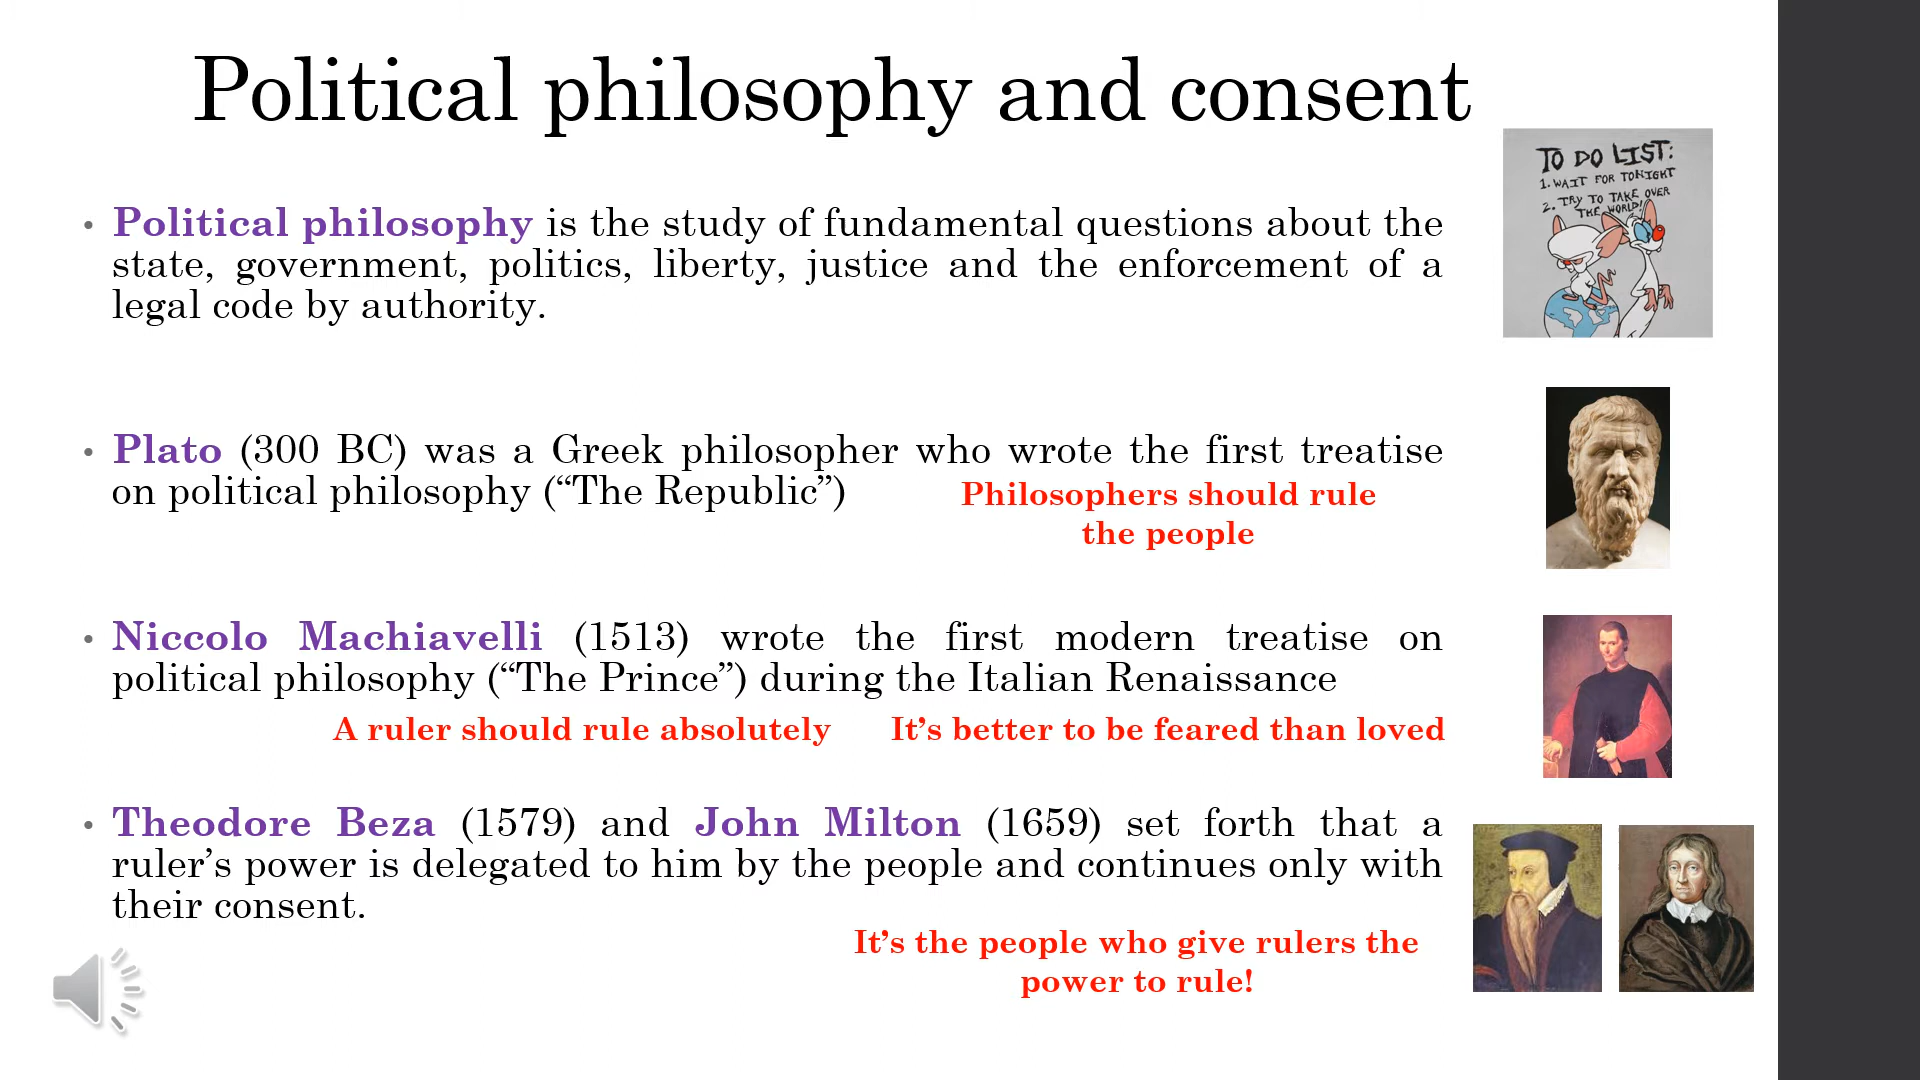 Political philosophy and consent
TO DO LIST:
1. WAIT FOR TONIGHT
2. TRY TO TAKE OVER
THE WORLD!
• Political philosophy is the study of fundamental questions about the
state, government, politics, liberty, justice and the enforcement of a
legal code by authority.
• Plato (300 BC) was a Greek philosopher who wrote the first treatise
on political philosophy (“The Republic”)
Philosophers should rule
the people
• Niccolo Machiavelli (1513) wrote the first modern treatise on
political philosophy (“The Prince”) during the Italian Renaissance
A ruler should rule absolutely
It’s better to be feared than loved
• Theodore Beza (1579) and John Milton (1659) set forth that a
ruler’s power is delegated to him by the people and continues only with
their consent.
It’s the people who give rulers the
power to rule!